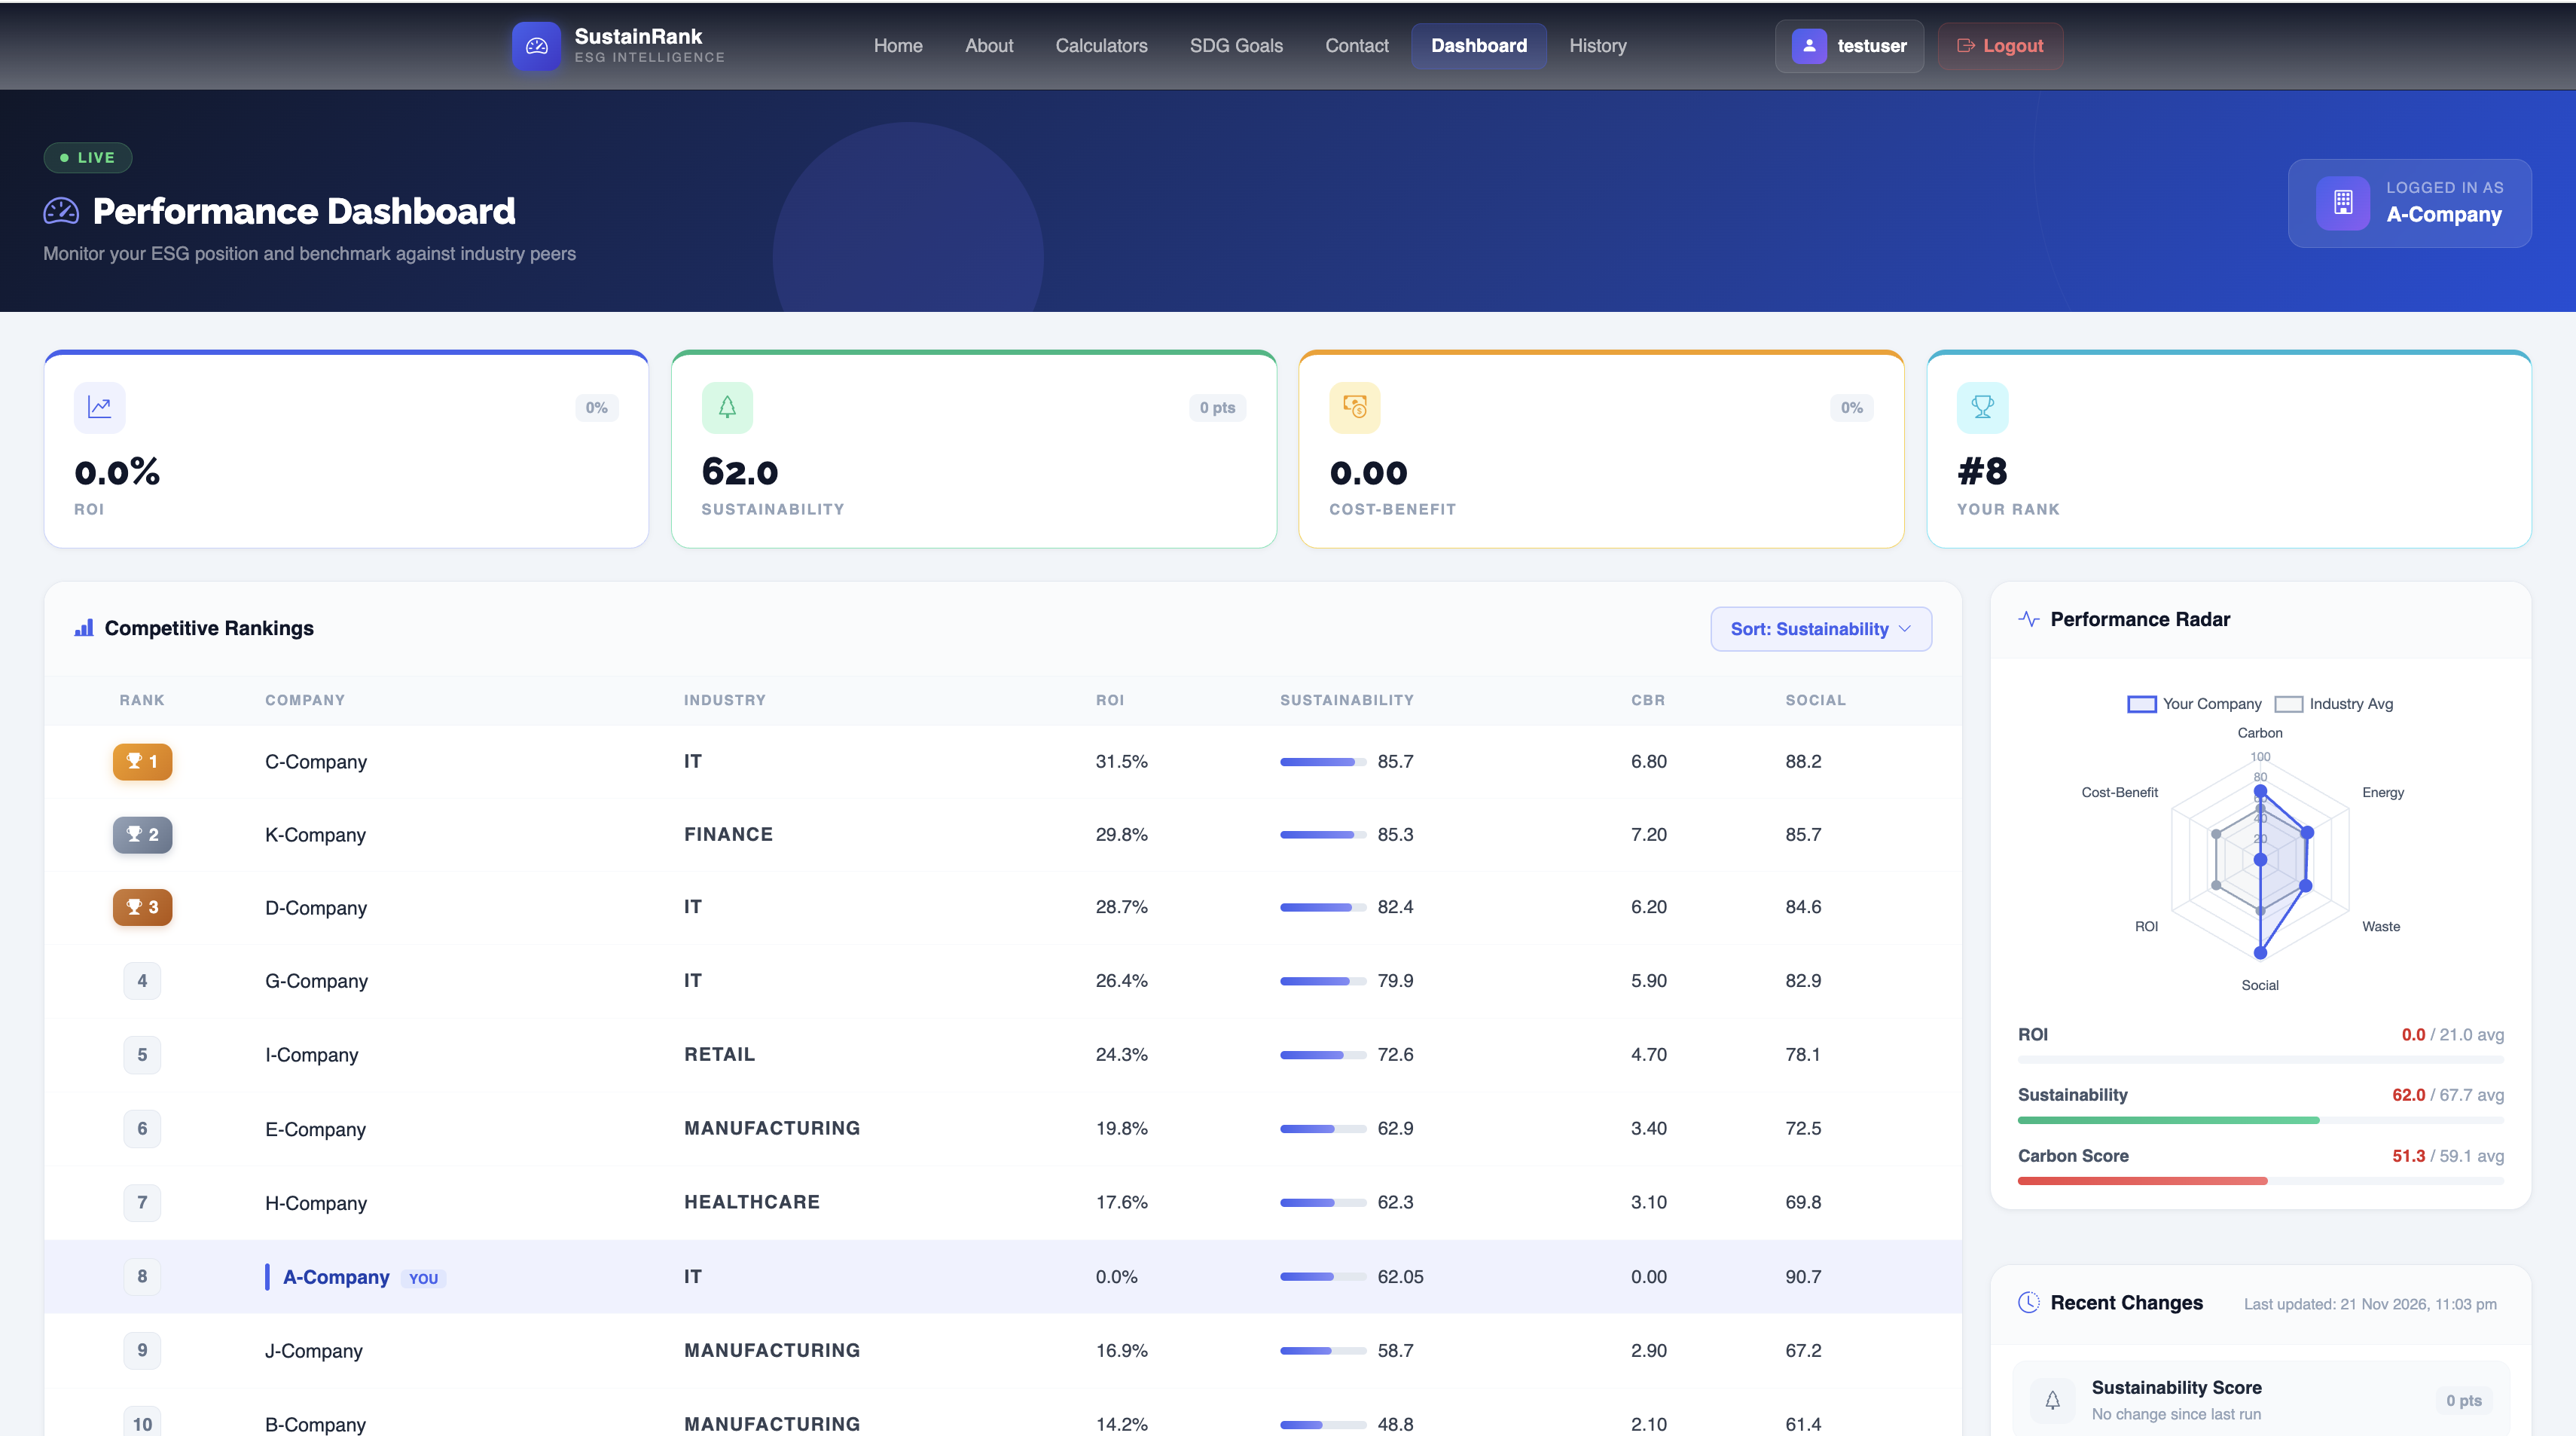 SustainRank
ESG INTELLIGENCE
Home About Calculators SDG Goals Contact Dashboard History
testuser Logout
LIVE
Performance Dashboard
Monitor your ESG position and benchmark against industry peers
LOGGED IN AS
A-Company
0%
0.0%
ROI
0 pts
62.0
SUSTAINABILITY
0%
0.00
COST-BENEFIT
#8
YOUR RANK
Competitive Rankings
Sort: Sustainability
RANK COMPANY INDUSTRY ROI SUSTAINABILITY CBR SOCIAL
1 C-Company IT 31.5% 85.7 6.80 88.2
2 K-Company FINANCE 29.8% 85.3 7.20 85.7
3 D-Company IT 28.7% 82.4 6.20 84.6
4 G-Company IT 26.4% 79.9 5.90 82.9
5 I-Company RETAIL 24.3% 72.6 4.70 78.1
6 E-Company MANUFACTURING 19.8% 62.9 3.40 72.5
7 H-Company HEALTHCARE 17.6% 62.3 3.10 69.8
8 A-Company YOU IT 0.0% 62.05 0.00 90.7
9 J-Company MANUFACTURING 16.9% 58.7 2.90 67.2
10 B-Company MANUFACTURING 14.2% 48.8 2.10 61.4
Performance Radar
Your Company Industry Avg
Carbon
100
80
Cost-Benefit Energy
40
20
ROI Waste
Social
ROI 0.0 / 21.0 avg
Sustainability 62.0 / 67.7 avg
Carbon Score 51.3 / 59.1 avg
Recent Changes Last updated: 21 Nov 2026, 11:03 pm
Sustainability Score
No change since last run
0 pts